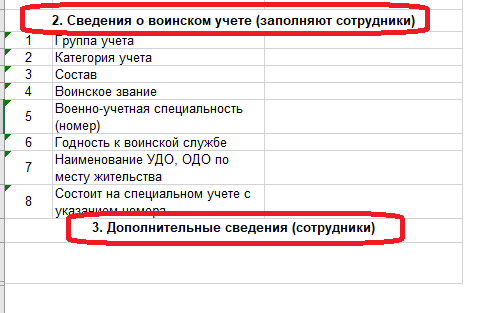 2. Сведения о воинском учете (заполняют сотрудники)
1 Группа учета
2 Категория учета
3 Состав
4 Воинское звание
5 Военно-учетная специальность
(номер)
6 Годность к воинской службе
7 Наименование УДО, ОДО по
месту жительства
8 Состоит на специальном учете с
указанием номера
3. Дополнительные сведения (сотрудники)